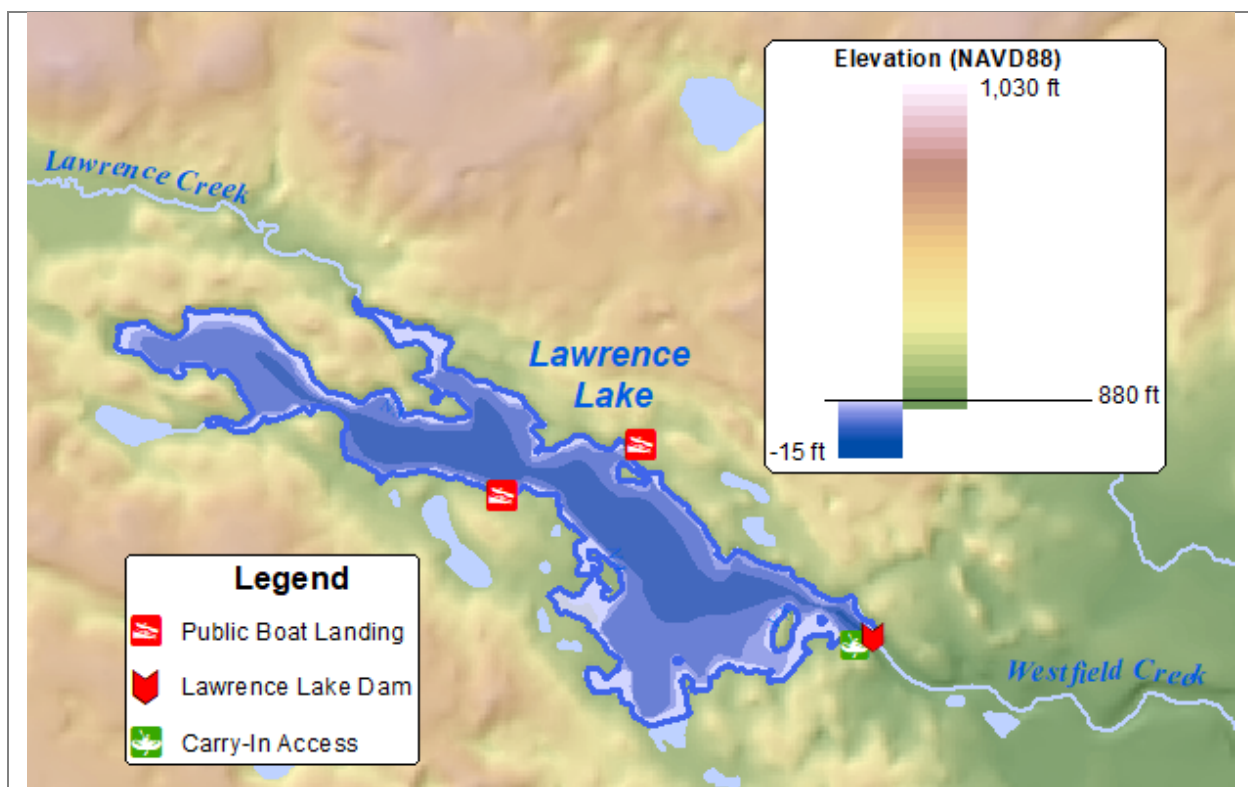 Elevation (NAVD88)
1,030 ft
880 ft
-15 ft
Lawrence Creek
Lawrence
Lake
Westfield Creek
Legend
Public Boat Landing
Lawrence Lake Dam
Carry-In Access